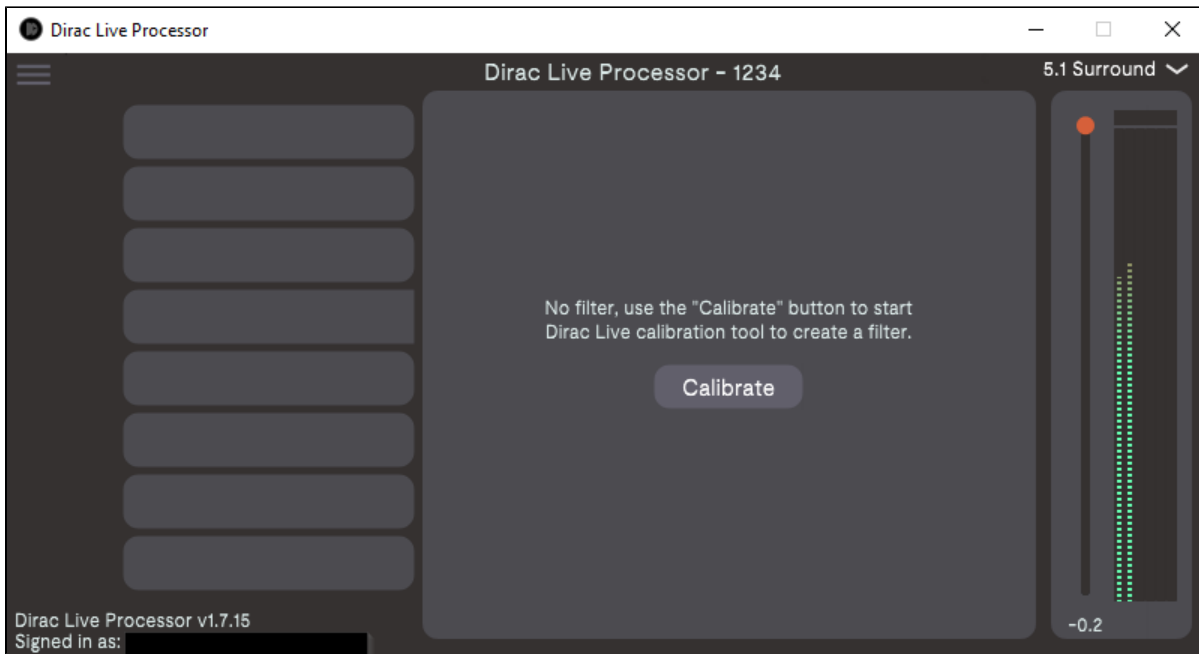 Dirac Live Processor
Dirac Live Processor - 1234
5.1 Surround
No filter, use the "Calibrate" button to start
Dirac Live calibration tool to create a filter.
Calibrate
-0.2
Dirac Live Processor v1.7.15
Signed in as: